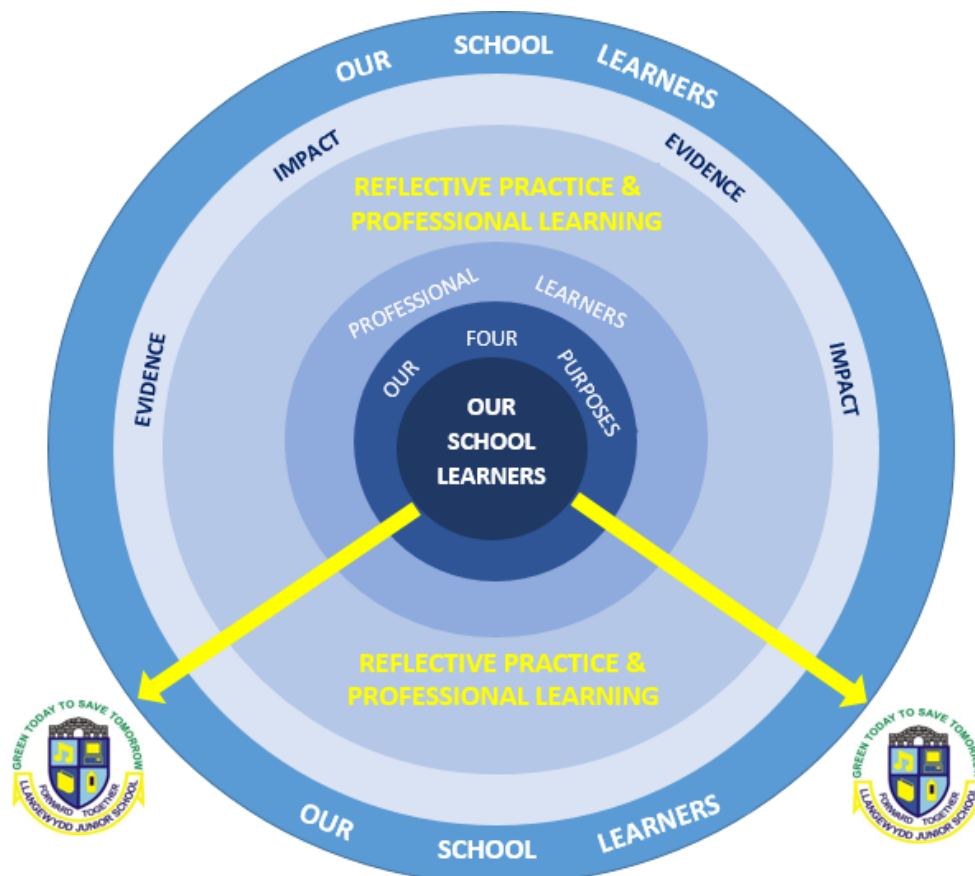 OUR SCHOOL LEARNERS
IMPACT
EVIDENCE
REFLECTIVE PRACTICE &
PROFESSIONAL LEARNING
PROFESSIONAL LEARNERS
OUR FOUR PURPOSES
EVIDENCE
IMPACT
OUR
SCHOOL
LEARNERS
REFLECTIVE PRACTICE &
PROFESSIONAL LEARNING
GREEN TODAY TO SAVE TOMORROW
FORWARD TOGETHER
LLANGEWYDD JUNIOR SCHOOL
GREEN TODAY TO SAVE TOMORROW
FORWARD TOGETHER
LLANGEWYDD JUNIOR SCHOOL
OUR SCHOOL LEARNERS